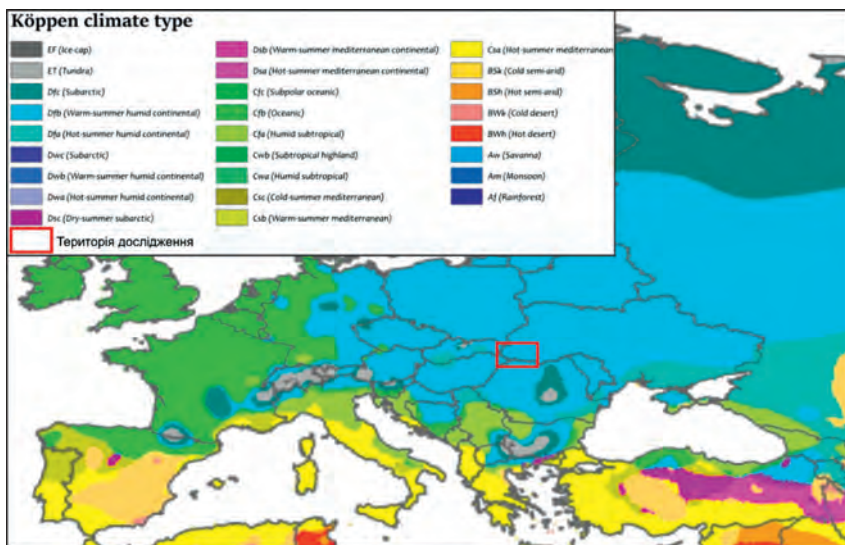 Köppen climate type
EF (Ice-cap)
ET (Tundra)
Dfc (Subarctic)
Dfb (Warm-summer humid continental)
Dfa (Hot-summer humid continental)
Dwc (Subarctic)
Dwb (Warm-summer humid continental)
Dwa (Hot-summer humid continental)
Dsc (Dry-summer subarctic)
Територія дослідження
Dsb (Warm-summer mediterranean continental)
Dsa (Hot-summer mediterranean continental)
Cfc (Subpolar oceanic)
Cfb (Oceanic)
Cfa (Humid subtropical)
Cwb (Subtropical highland)
Cwa (Humid subtropical)
Csc (Cold-summer mediterranean)
Csb (Warm-summer mediterranean)
Csa (Hot-summer mediterranean
BSk (Cold semi-arid)
BSh (Hot semi-arid)
BWk (Cold desert)
BWh (Hot desert)
Aw (Savanna)
Am (Monsoon)
Af (Rainforest)